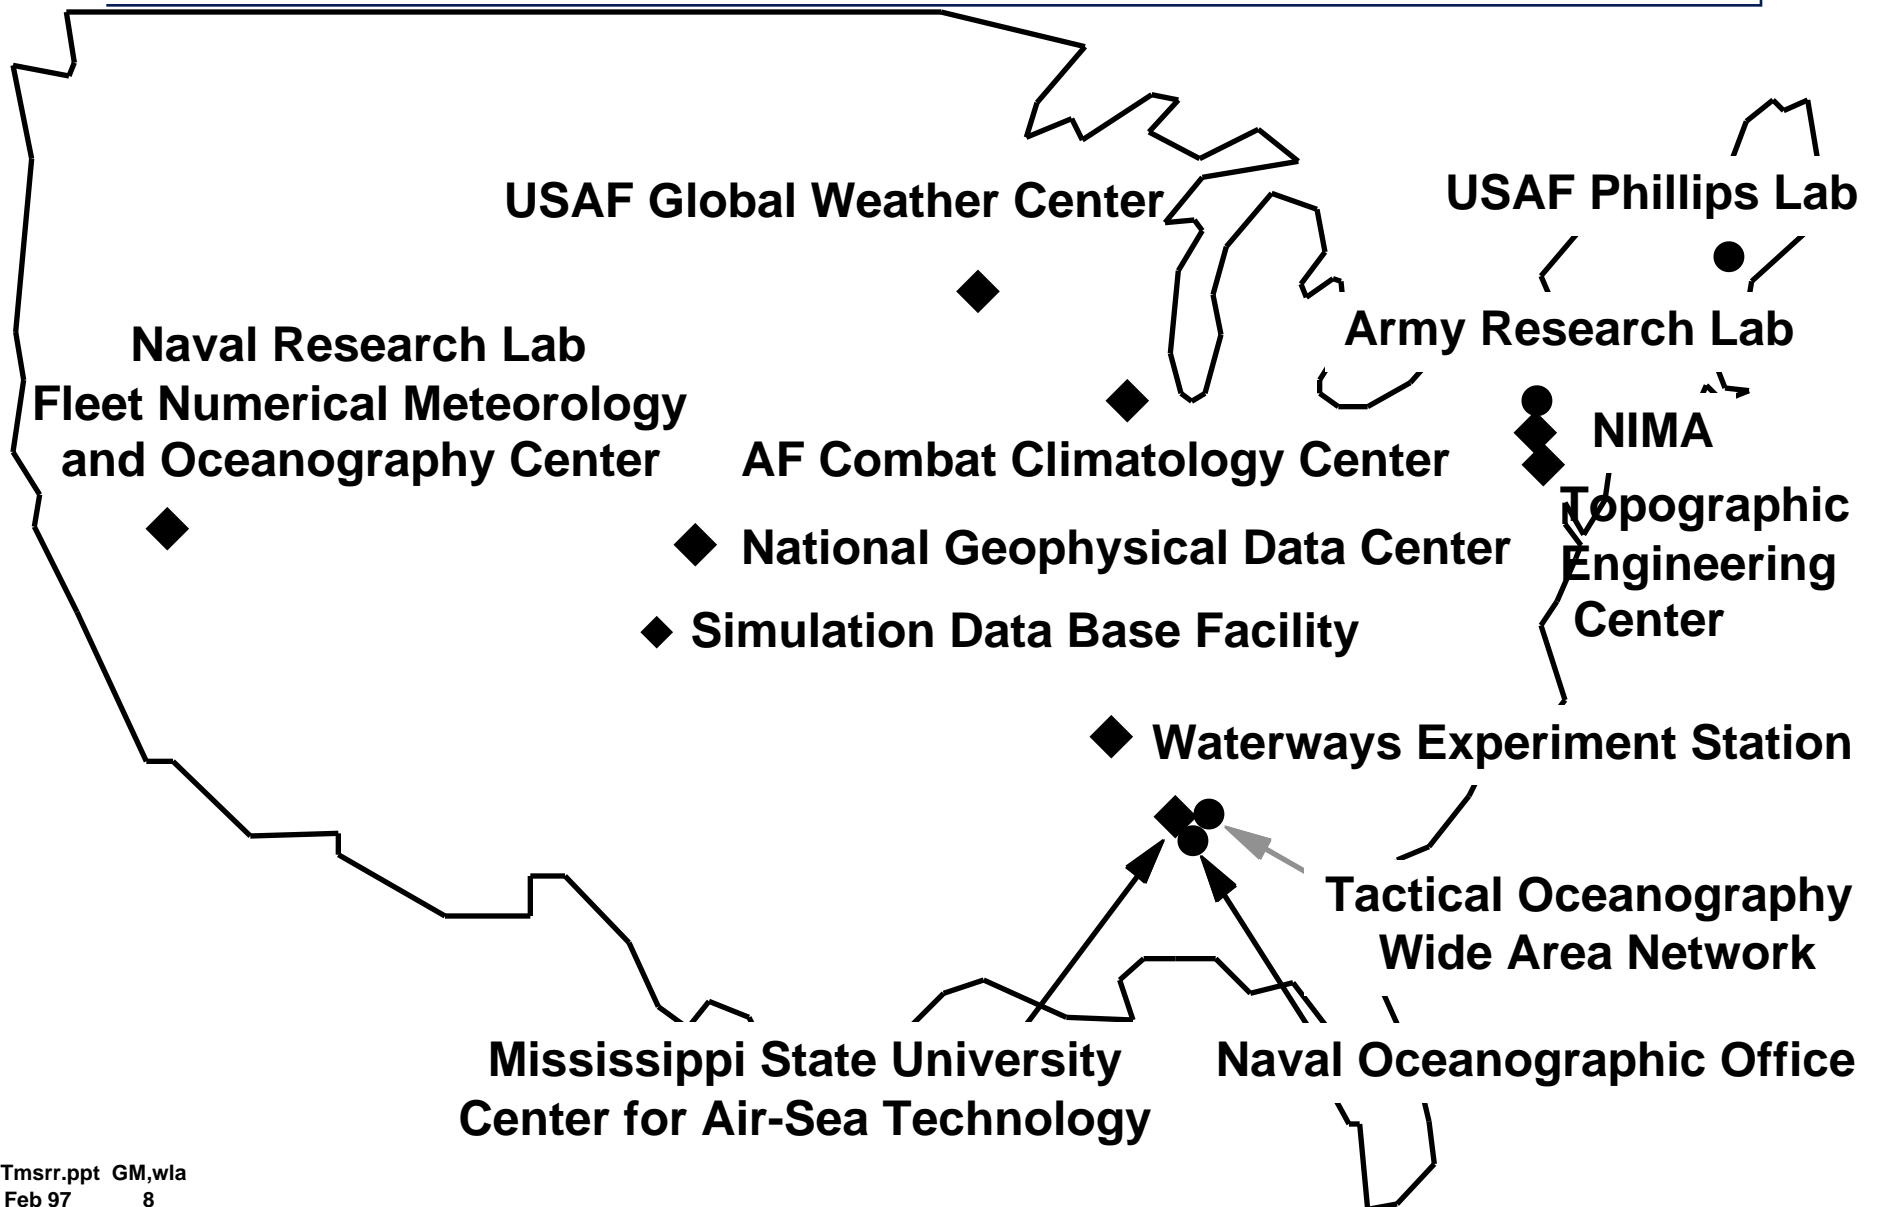 USAF Global Weather Center
USAF Phillips Lab
Naval Research Lab
Fleet Numerical Meteorology
and Oceanography Center
Army Research Lab
NIMA
AF Combat Climatology Center
Topographic
Engineering
Center
National Geophysical Data Center
Simulation Data Base Facility
Waterways Experiment Station
Tactical Oceanography
Wide Area Network
Mississippi State University
Center for Air-Sea Technology
Naval Oceanographic Office
Tmsrr.ppt GM,wla
Feb 97 8